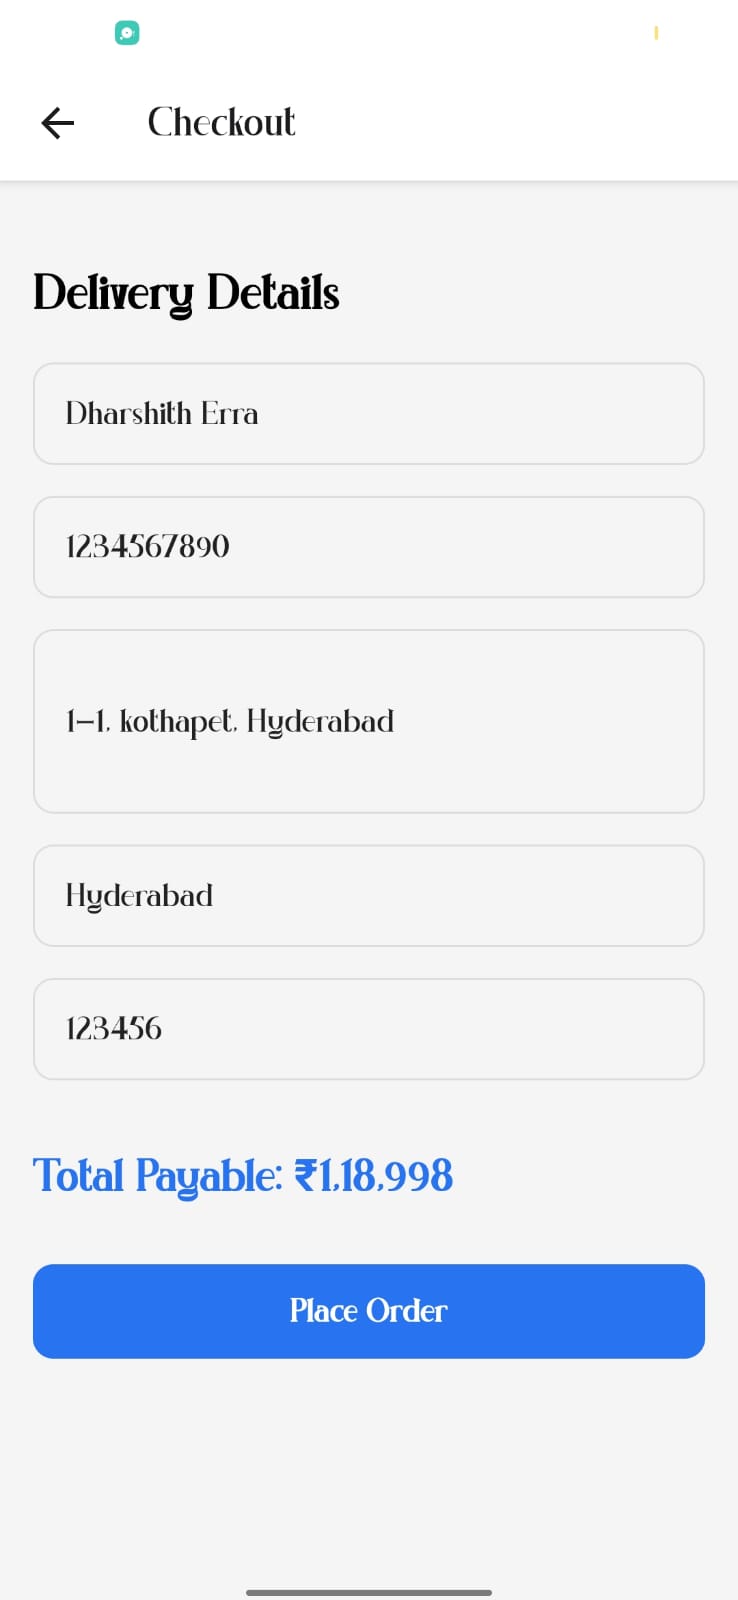 Checkout
Delivery Details
Dharshith Erra
1234567890
1-1, kothapet, Hyderabad
Hyderabad
123456
Total Payable: ₹1,18,998
Place Order